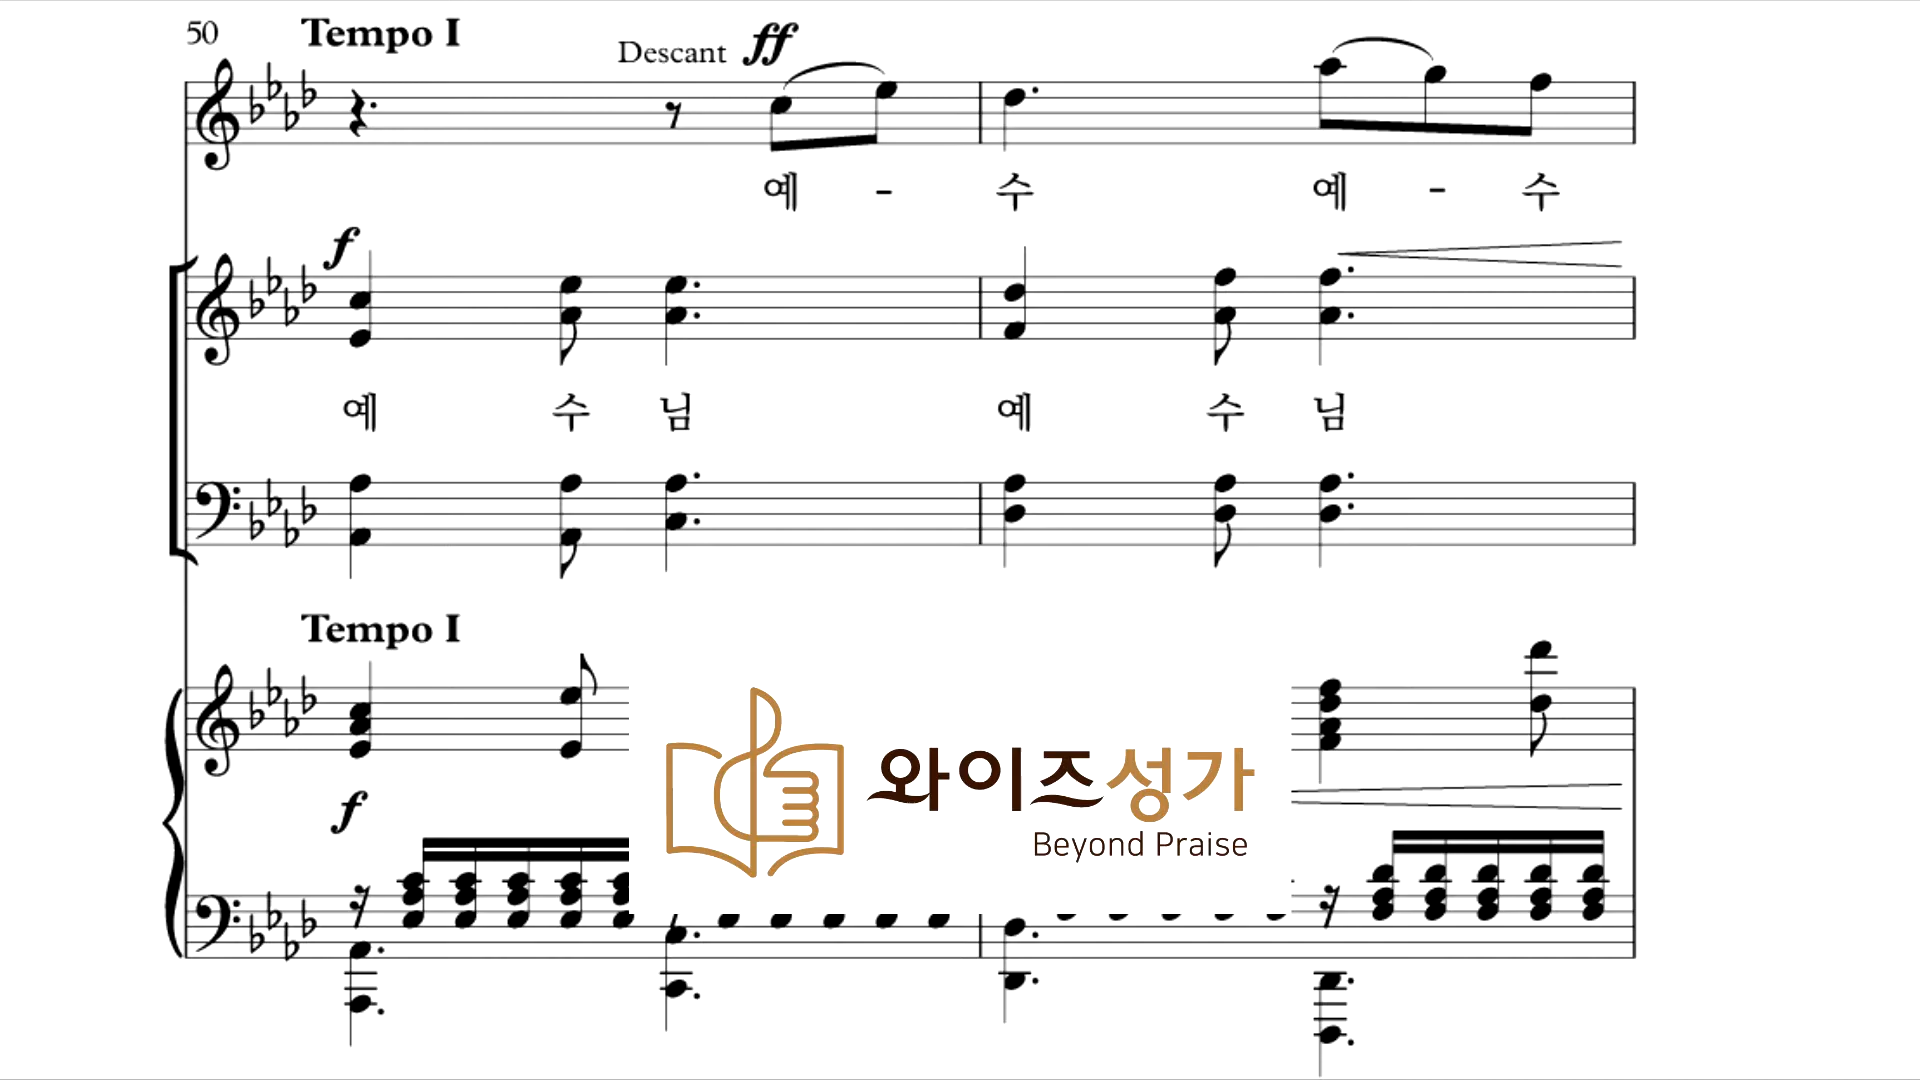 50
Tempo I
Descant ff
예 - 수 예 - 수
f
예 수 님 예 수 님
Tempo I
f
와이즈성가
Beyond Praise